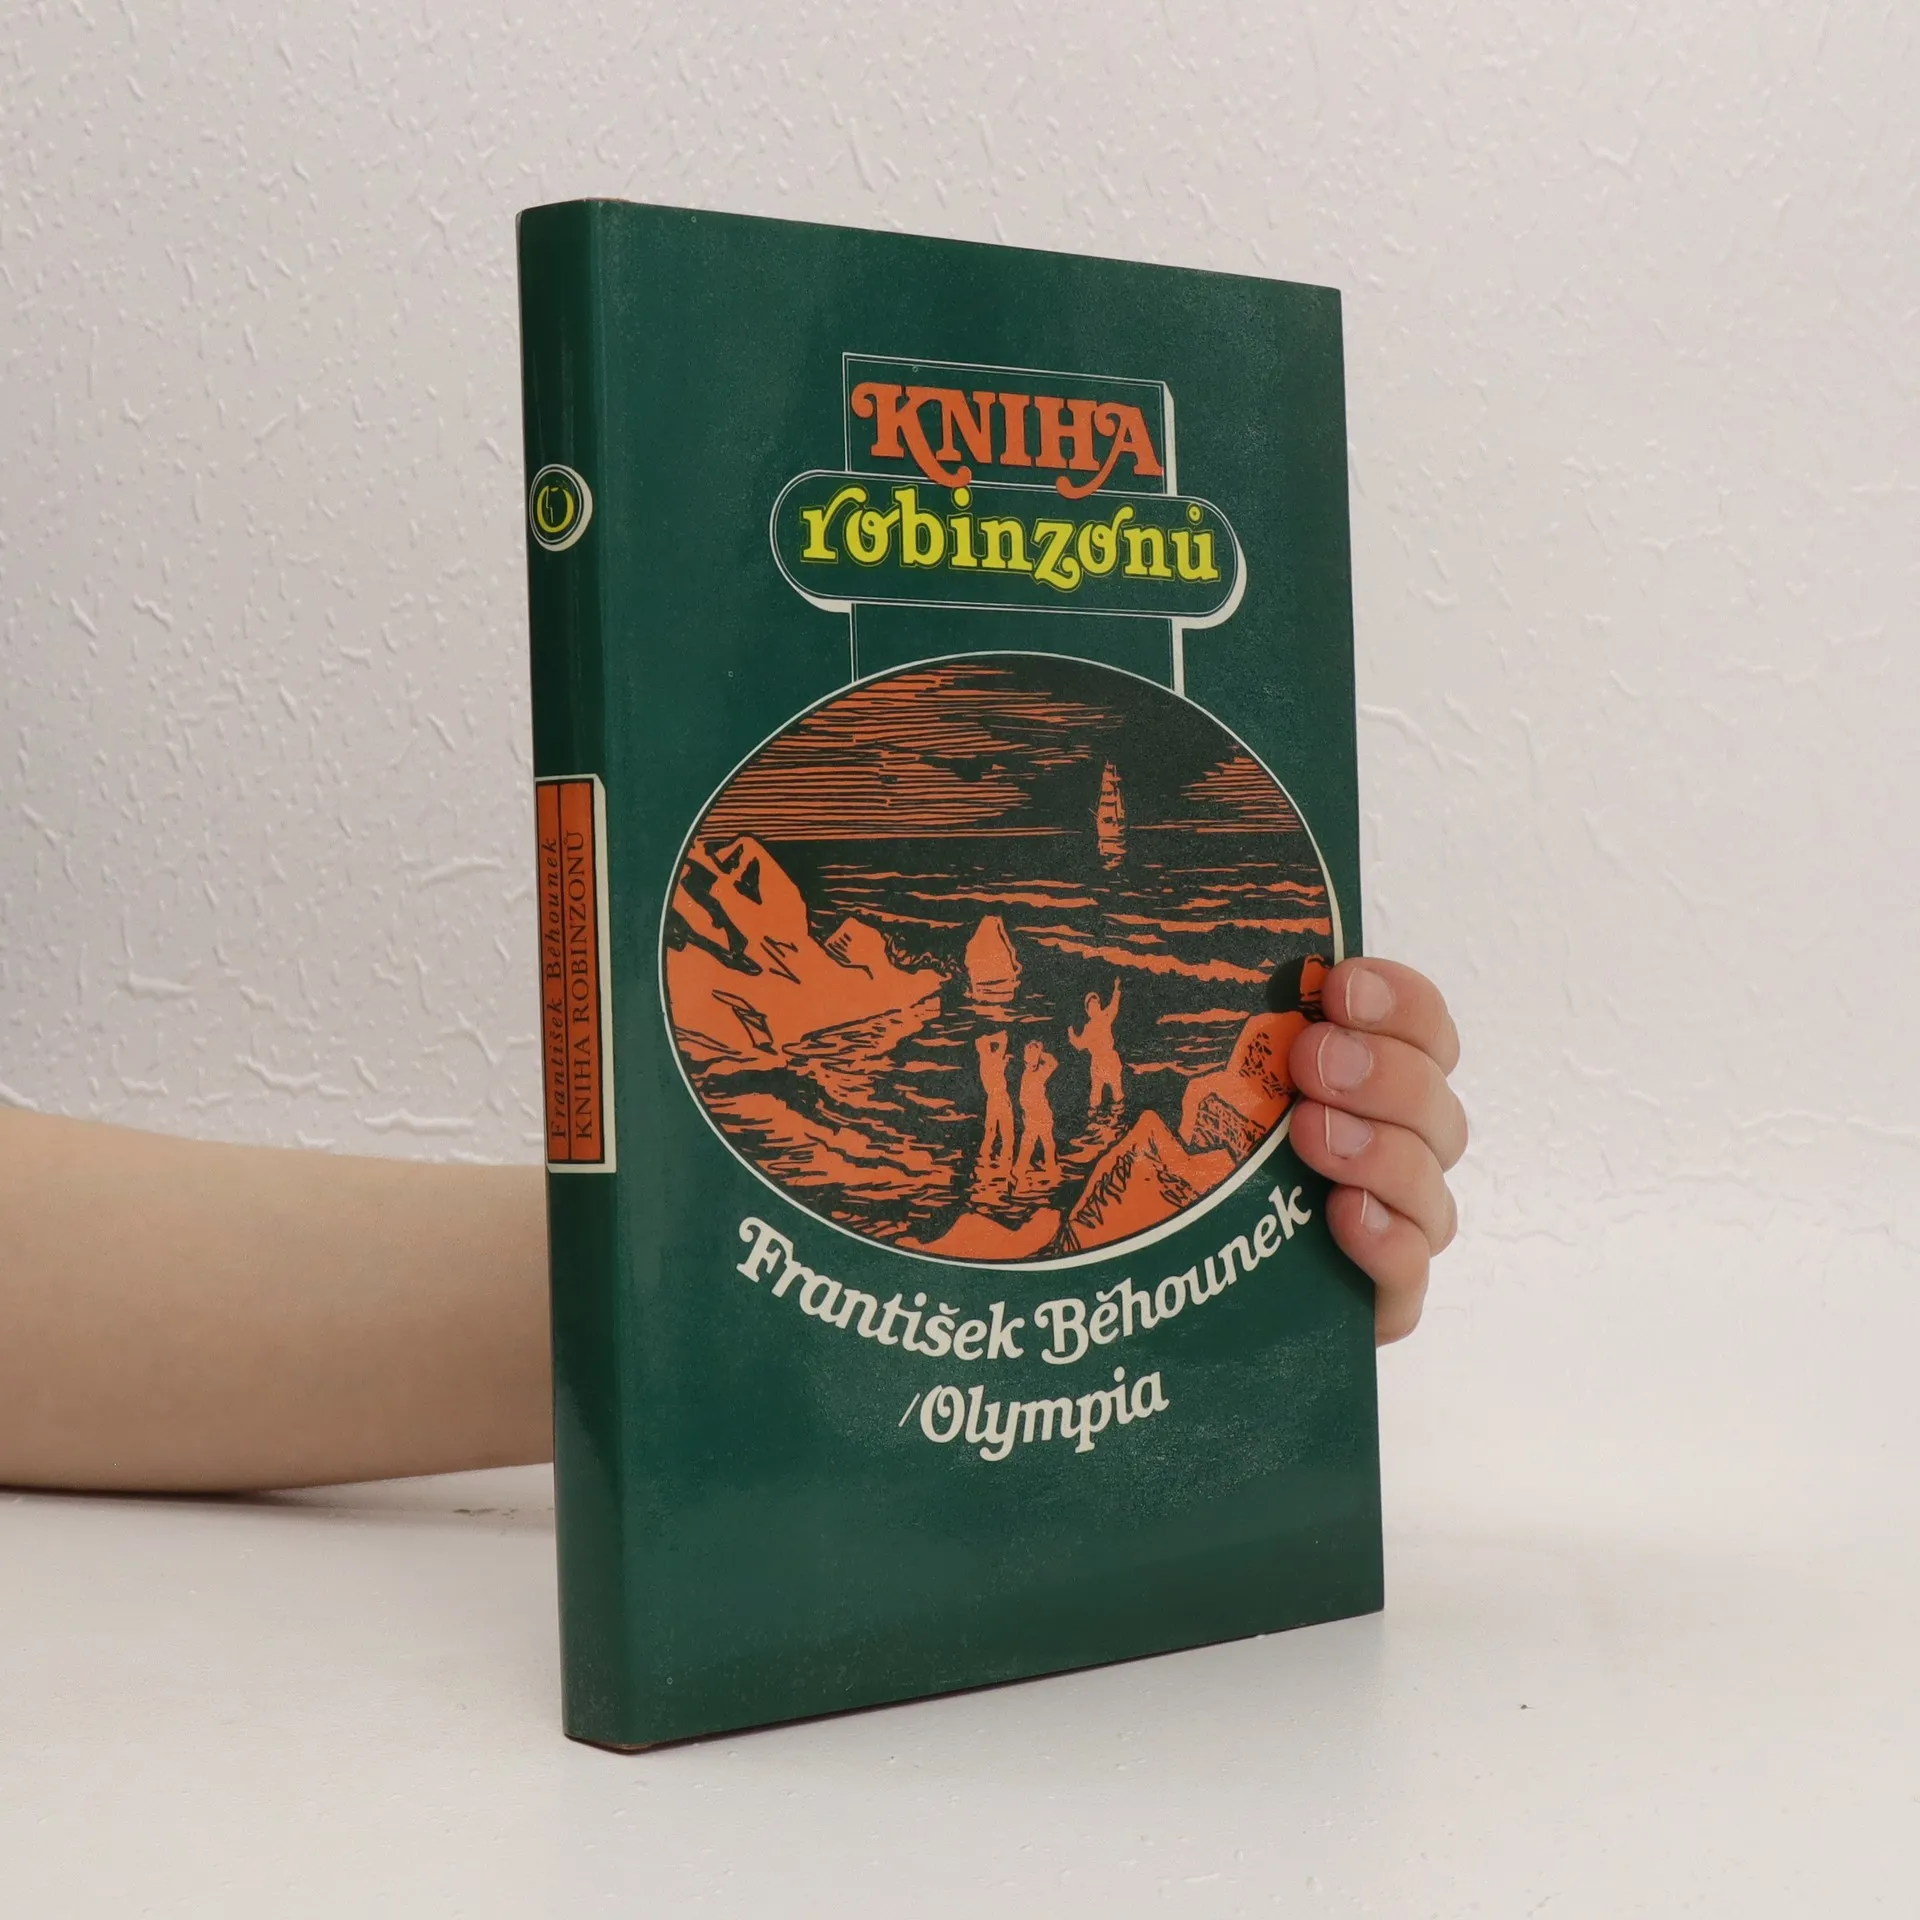 KNIHA
robinzonů
František Běhounek
/Olympia
František Běhounek
KNIHA ROBINZONŮ